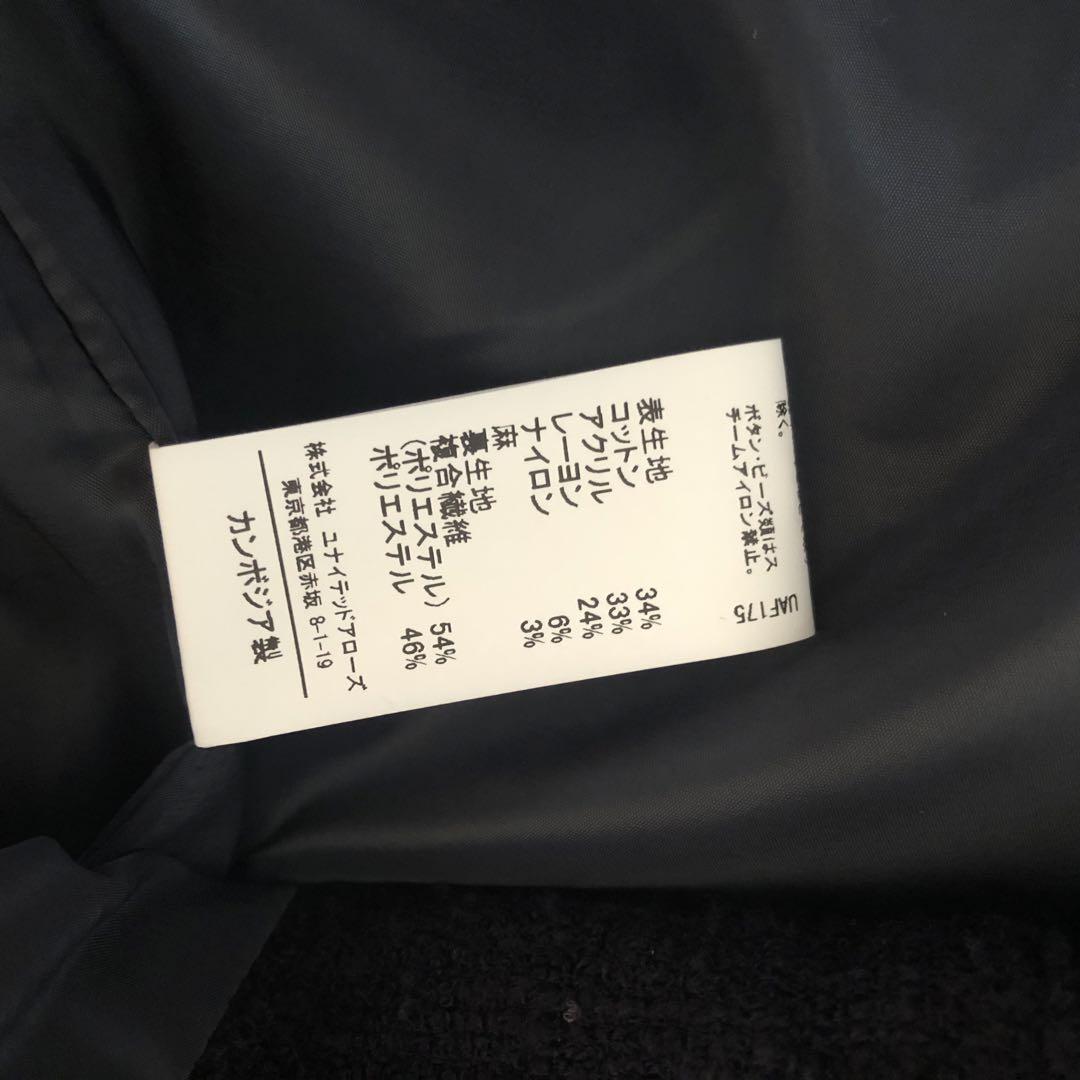 除く。
ボタン・ビーズ類はス
チームアイロン禁止。
UAF175
表生地
コットン 34%
アクリル 33%
レーヨン 24%
ナイロン 6%
麻 3%
裏生地
複合繊維
(ポリエステル) 54%
ポリエステル 46%
株式会社 ユナイテッドアローズ
東京都港区赤坂 8-1-19
カンボジア製